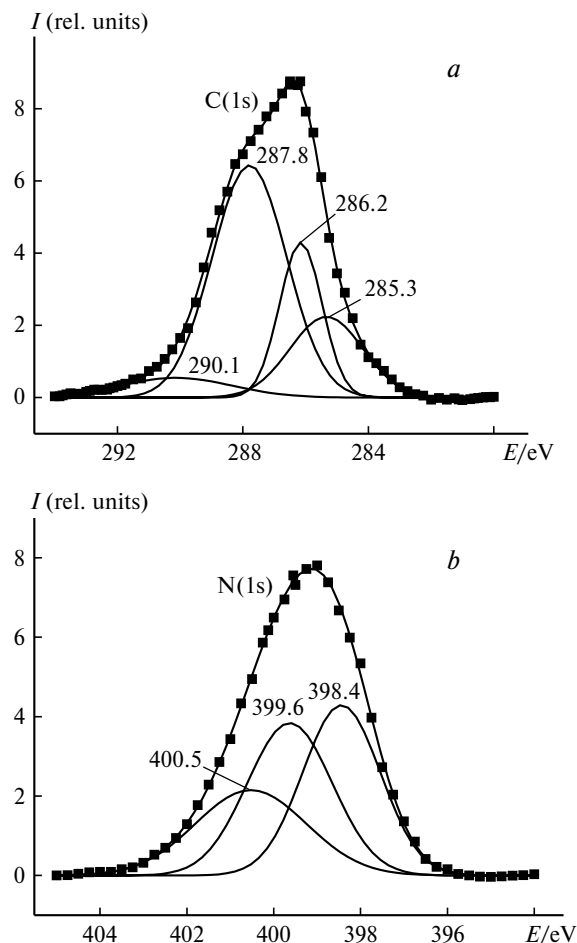 I (rel. units)
a
8
C(1s)
287.8
6
286.2
4
285.3
2
290.1
0
292 288 284 E/eV
I (rel. units)
b
8
N(1s)
6
399.6 398.4
4
400.5
2
0
404 402 400 398 396 E/eV